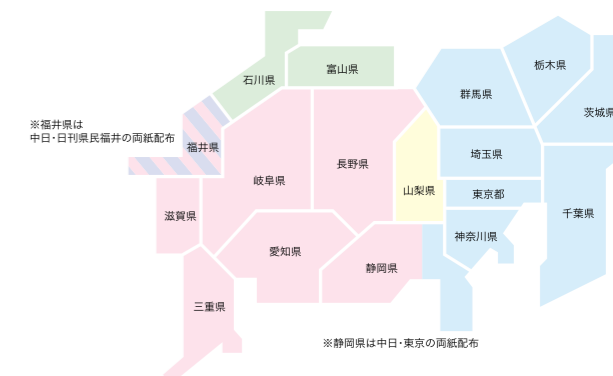 栃木県
富山県
石川県
群馬県
茨城県
※福井県は
中日・日刊県民福井の両紙配布
福井県
埼玉県
長野県
岐阜県
山梨県
東京都
滋賀県
千葉県
神奈川県
愛知県
静岡県
三重県
※静岡県は中日・東京の両紙配布